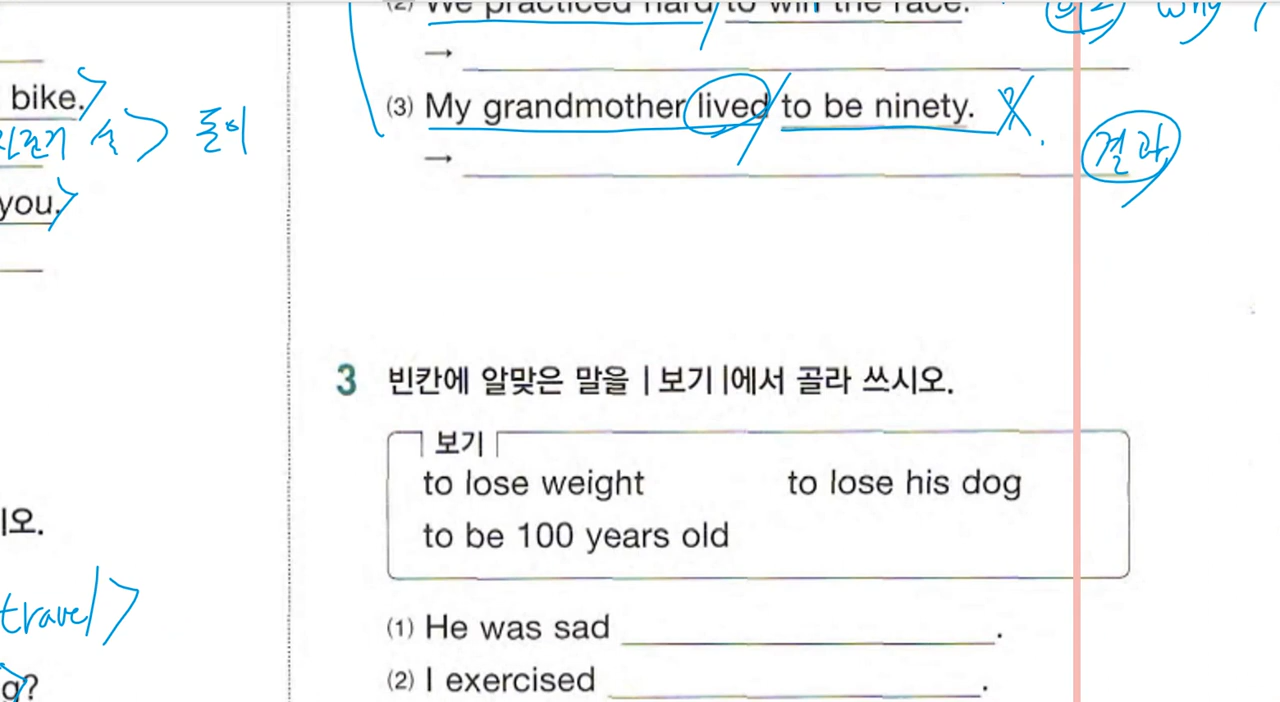 (2) We practiced hard to win the race. why?
→
bike.
(3) My grandmother lived to be ninety.
돌이
→
결과
you.
3 빈칸에 알맞은 말을 |보기|에서 골라 쓰시오.
보기
to lose weight to lose his dog
to be 100 years old
시오.
travel
(1) He was sad .
(2) I exercised .
g?